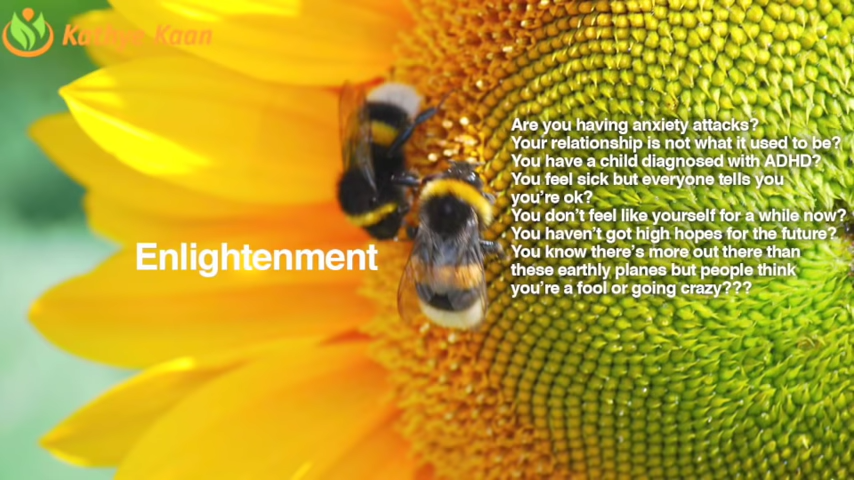 Kathye Kaan
Enlightenment
Are you having anxiety attacks?
Your relationship is not what it used to be?
You have a child diagnosed with ADHD?
You feel sick but everyone tells you
you're ok?
You don't feel like yourself for a while now?
You haven't got high hopes for the future?
You know there's more out there than
these earthly planes but people think
you're a fool or going crazy???